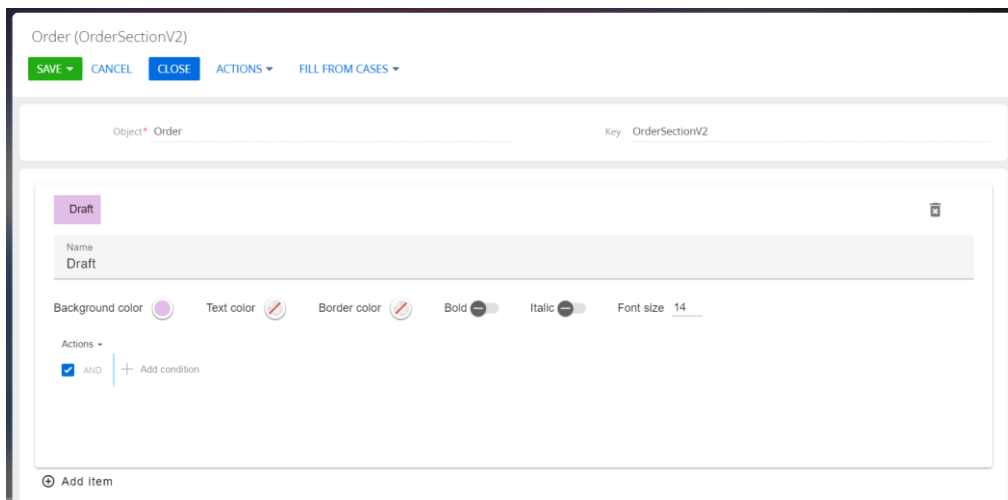 Order (OrderSectionV2)
SAVE CANCEL CLOSE ACTIONS FILL FROM CASES
Object* Order Key OrderSectionV2
Draft
Name
Draft
Background color Text color Border color Bold Italic Font size 14
Actions
AND + Add condition
Add item